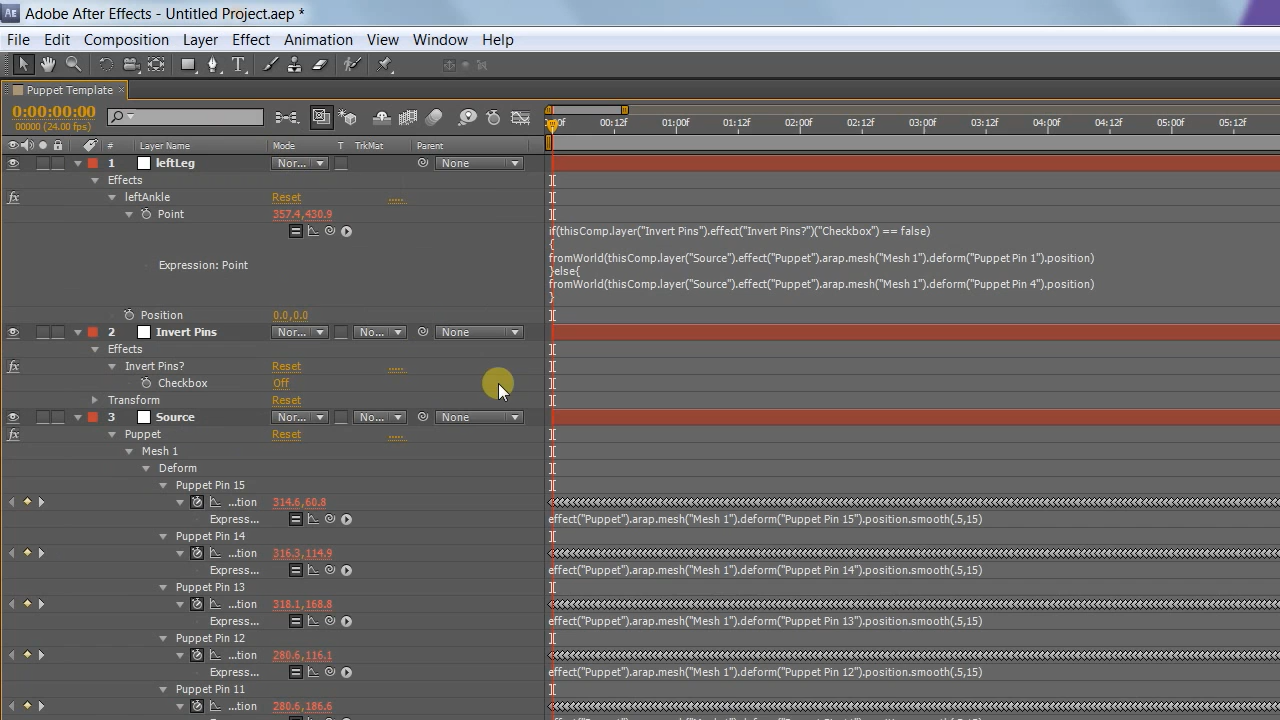 Adobe After Effects - Untitled Project.aep *
File Edit Composition Layer Effect Animation View Window Help
Puppet Template
0:00:00:00
00000 (24.00 fps)
00:12f 01:00f 01:12f 02:00f 02:12f 03:00f 03:12f 04:00f 04:12f 05:00f 05:12f
# Layer Name Mode T TrkMat Parent
1 leftLeg Nor... None
Effects
fx leftAnkle Reset .....
Point 357.4,430.9
if(thisComp.layer("Invert Pins").effect("Invert Pins?")("Checkbox") == false)
{
fromWorld(thisComp.layer("Source").effect("Puppet").arap.mesh("Mesh 1").deform("Puppet Pin 1").position)
Expression: Point
}else{
fromWorld(thisComp.layer("Source").effect("Puppet").arap.mesh("Mesh 1").deform("Puppet Pin 4").position)
}
Position 0.0,0.0
2 Invert Pins Nor... No... None
Effects
fx Invert Pins? Reset .....
Checkbox Off
Transform Reset
3 Source Nor... No... None
fx Puppet Reset .....
Mesh 1
Deform
Puppet Pin 15
...tion 314.6,60.8
Express... effect("Puppet").arap.mesh("Mesh 1").deform("Puppet Pin 15").position.smooth(.5,15)
Puppet Pin 14
...tion 316.3,114.9
Express... effect("Puppet").arap.mesh("Mesh 1").deform("Puppet Pin 14").position.smooth(.5,15)
Puppet Pin 13
...tion 318.1,168.8
Express... effect("Puppet").arap.mesh("Mesh 1").deform("Puppet Pin 13").position.smooth(.5,15)
Puppet Pin 12
...tion 280.6,116.1
Express... effect("Puppet").arap.mesh("Mesh 1").deform("Puppet Pin 12").position.smooth(.5,15)
Puppet Pin 11
...tion 280.6,186.6